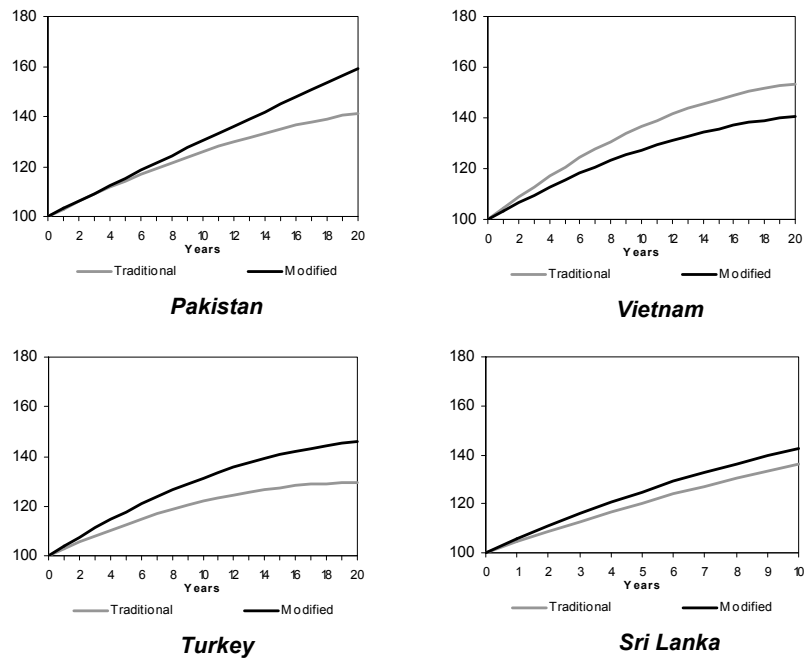 180
160
140
120
100
0 2 4 6 8 10 12 14 16 18 20
Years
Traditional Modified
Pakistan
180
160
140
120
100
0 2 4 6 8 10 12 14 16 18 20
Years
Traditional Modified
Vietnam
180
160
140
120
100
0 2 4 6 8 10 12 14 16 18 20
Years
Traditional Modified
Turkey
180
160
140
120
100
0 1 2 3 4 5 6 7 8 9 10
Years
Traditional Modified
Sri Lanka